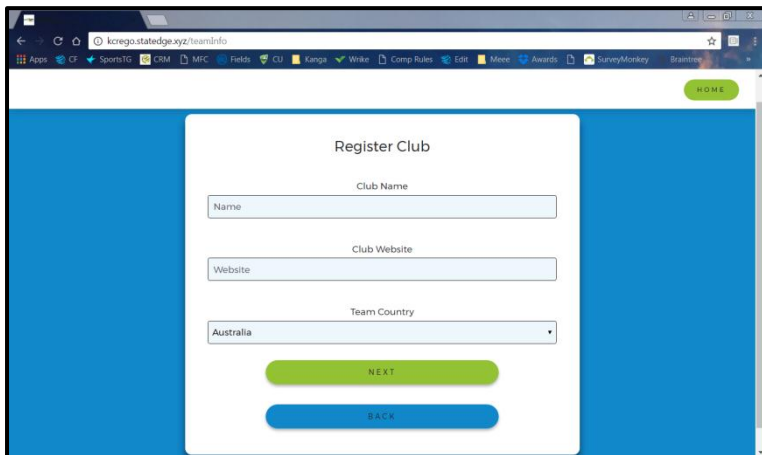 kcrego.statedge.xyz/teamInfo
Apps CF SportsTG CRM MFC Fields CU Kanga Wrike Comp Rules Edit Meee Awards SurveyMonkey Braintree »
HOME
Register Club
Club Name
Name
Club Website
Website
Team Country
Australia
NEXT
BACK